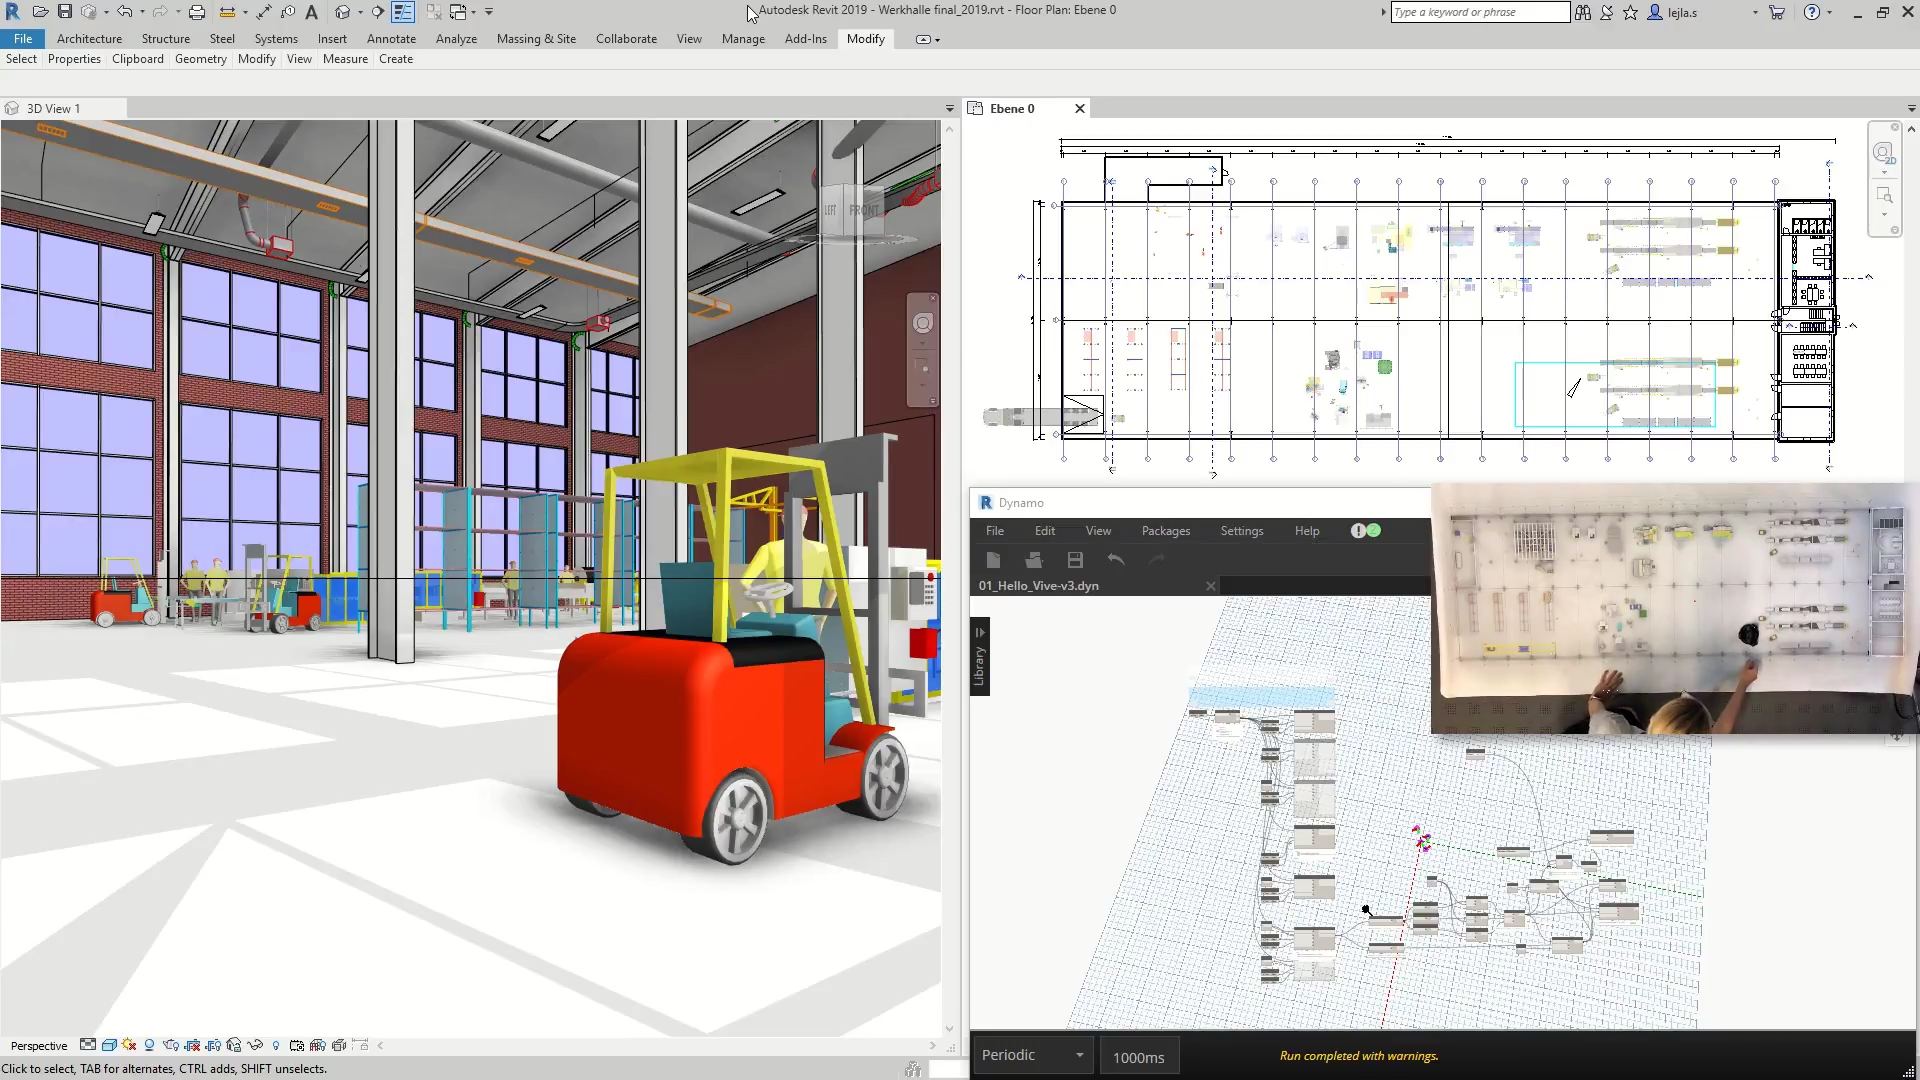 Autodesk Revit 2019 - Werkhalle final_2019.rvt - Floor Plan: Ebene 0
Type a keyword or phrase
lejla.s
File Architecture Structure Steel Systems Insert Annotate Analyze Massing & Site Collaborate View Manage Add-Ins Modify
Select Properties Clipboard Geometry Modify View Measure Create
3D View 1
Ebene 0
LEFT FRONT
2D
Dynamo
File Edit View Packages Settings Help
01_Hello_Vive-v3.dyn
Library
Perspective
Periodic 1000ms Run completed with warnings.
Click to select, TAB for alternates, CTRL adds, SHIFT unselects.